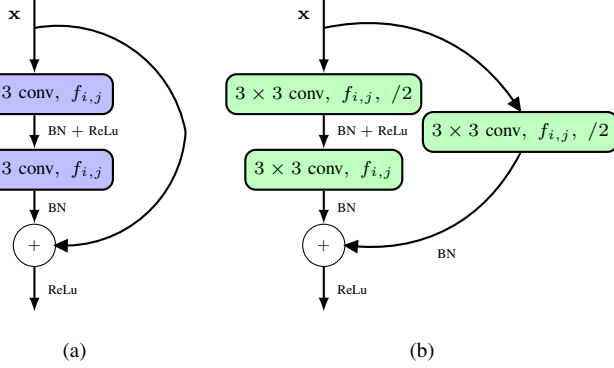 x
3 conv, f_{i,j}
BN + ReLu
3 conv, f_{i,j}
BN
+
ReLu
(a)
x
3 × 3 conv, f_{i,j}, /2
BN + ReLu
3 × 3 conv, f_{i,j}, /2
3 × 3 conv, f_{i,j}
BN
+
BN
ReLu
(b)